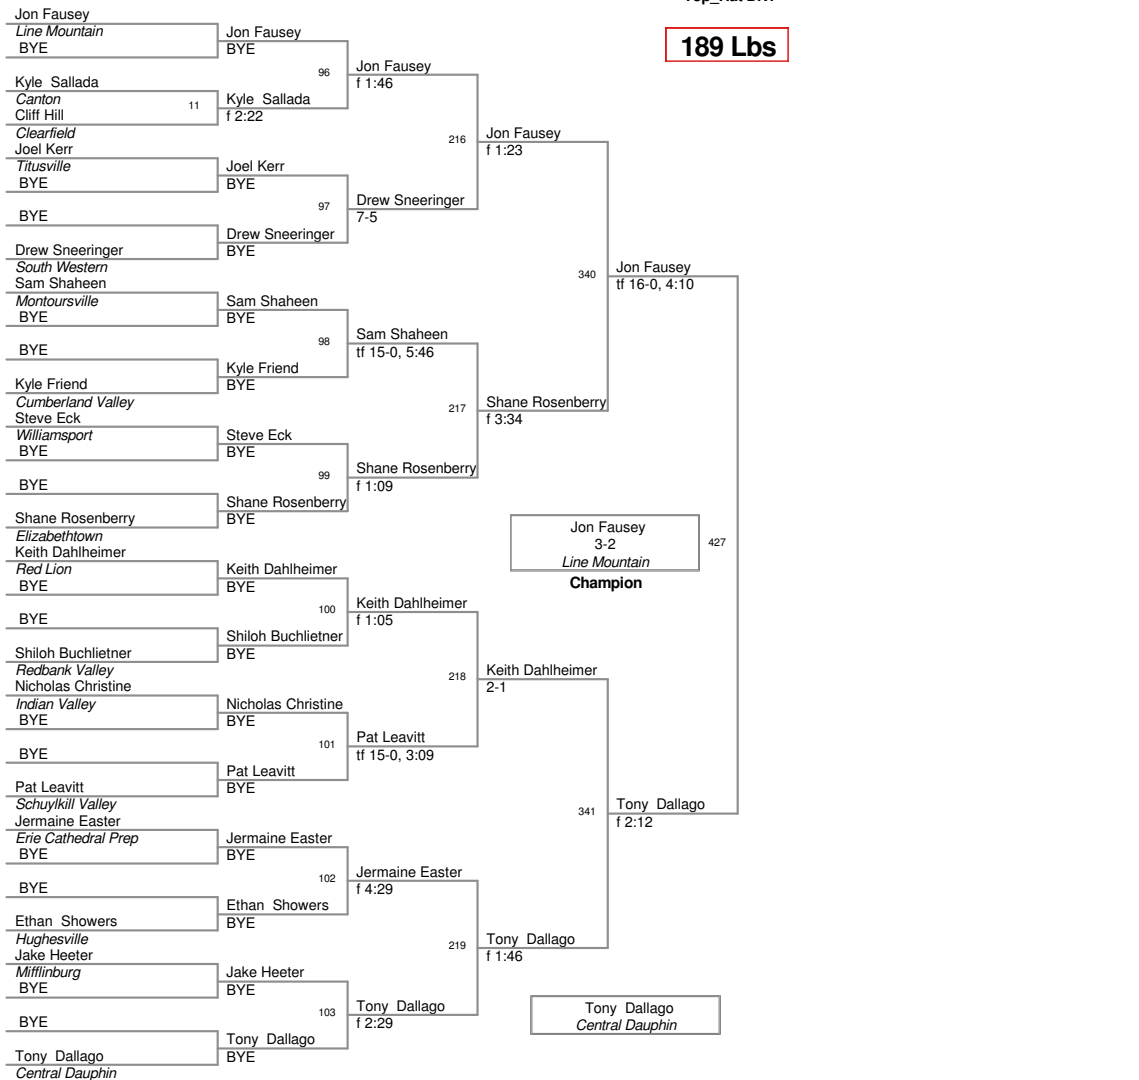 Jon Fausey
Line Mountain
BYE
Kyle  Sallada
Canton
Cliff Hill
Clearfield
Joel Kerr
Titusville
BYE
BYE
Drew Sneeringer
South Western
Sam Shaheen
Montoursville
BYE
BYE
Kyle Friend
Cumberland Valley
Steve Eck
Williamsport
BYE
BYE
Shane Rosenberry
Elizabethtown
Keith Dahlheimer
Red Lion
BYE
BYE
Shiloh Buchlietner
Redbank Valley
Nicholas Christine
Indian Valley
BYE
BYE
Pat Leavitt
Schuylkill Valley
Jermaine Easter
Erie Cathedral Prep
BYE
BYE
Ethan  Showers
Hughesville
Jake Heeter
Mifflinburg
BYE
BYE
Tony  Dallago
Central Dauphin
11
Jon Fausey
BYE
Kyle  Sallada
f 2:22
Joel Kerr
BYE
Drew Sneeringer
BYE
Sam Shaheen
BYE
Kyle Friend
BYE
Steve Eck
BYE
Shane Rosenberry
BYE
Keith Dahlheimer
BYE
Shiloh Buchlietner
BYE
Nicholas Christine
BYE
Pat Leavitt
BYE
Jermaine Easter
BYE
Ethan  Showers
BYE
Jake Heeter
BYE
Tony  Dallago
BYE
96
97
98
99
100
101
102
103
Jon Fausey
f 1:46
Drew Sneeringer
7-5
Sam Shaheen
tf 15-0, 5:46
Shane Rosenberry
f 1:09
Keith Dahlheimer
f 1:05
Pat Leavitt
tf 15-0, 3:09
Jermaine Easter
f 4:29
Tony  Dallago
f 2:29
216
217
218
219
Jon Fausey
f 1:23
Shane Rosenberry
f 3:34
Keith Dahlheimer
2-1
Tony  Dallago
f 1:46
340
341
Jon Fausey
tf 16-0, 4:10
Tony  Dallago
f 2:12
189 Lbs
Jon Fausey
3-2
Line Mountain
Champion
427
Tony  Dallago
Central Dauphin